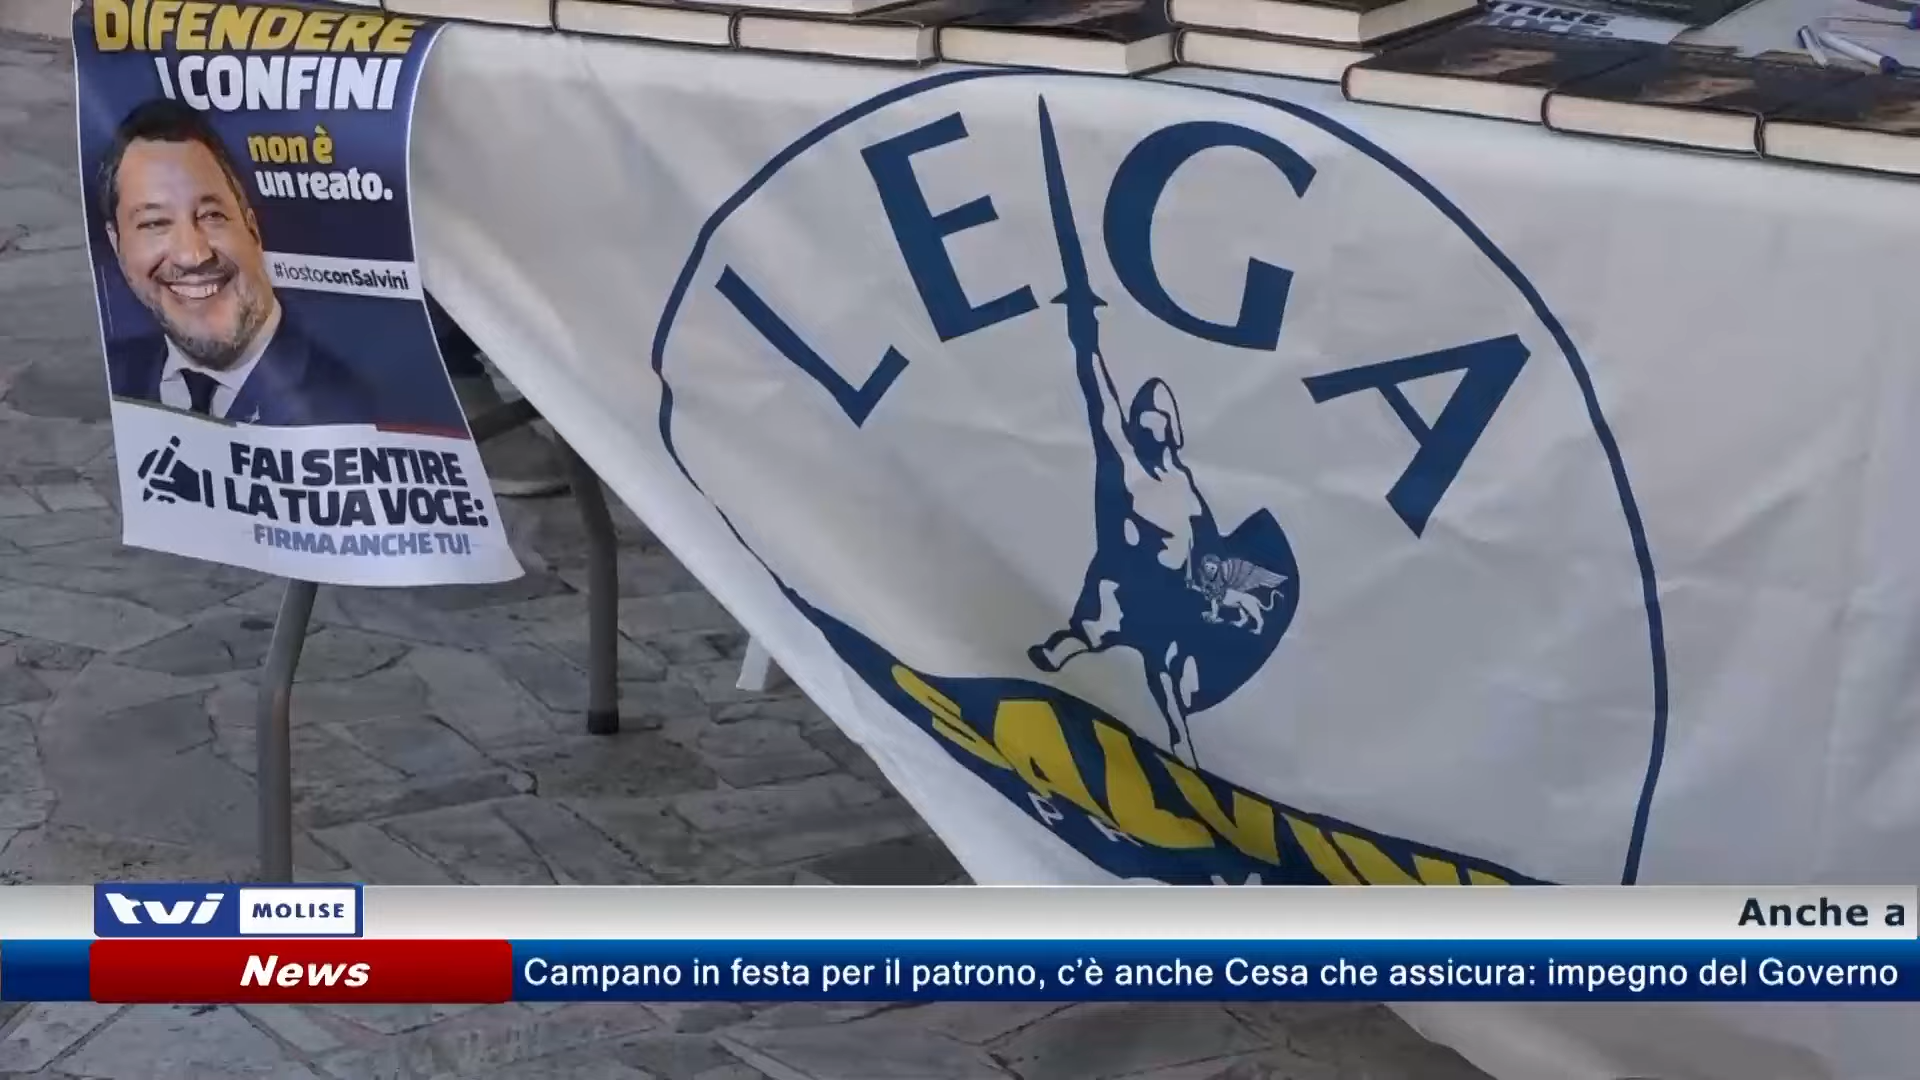 DIFENDERE
I CONFINI
non è
un reato.
#iostoconSalvini
FAI SENTIRE
LA TUA VOCE:
FIRMA ANCHE TU!
LEGA
SALVINI
tvi MOLISE
Anche a
News Campano in festa per il patrono, c’è anche Cesa che assicura: impegno del Governo